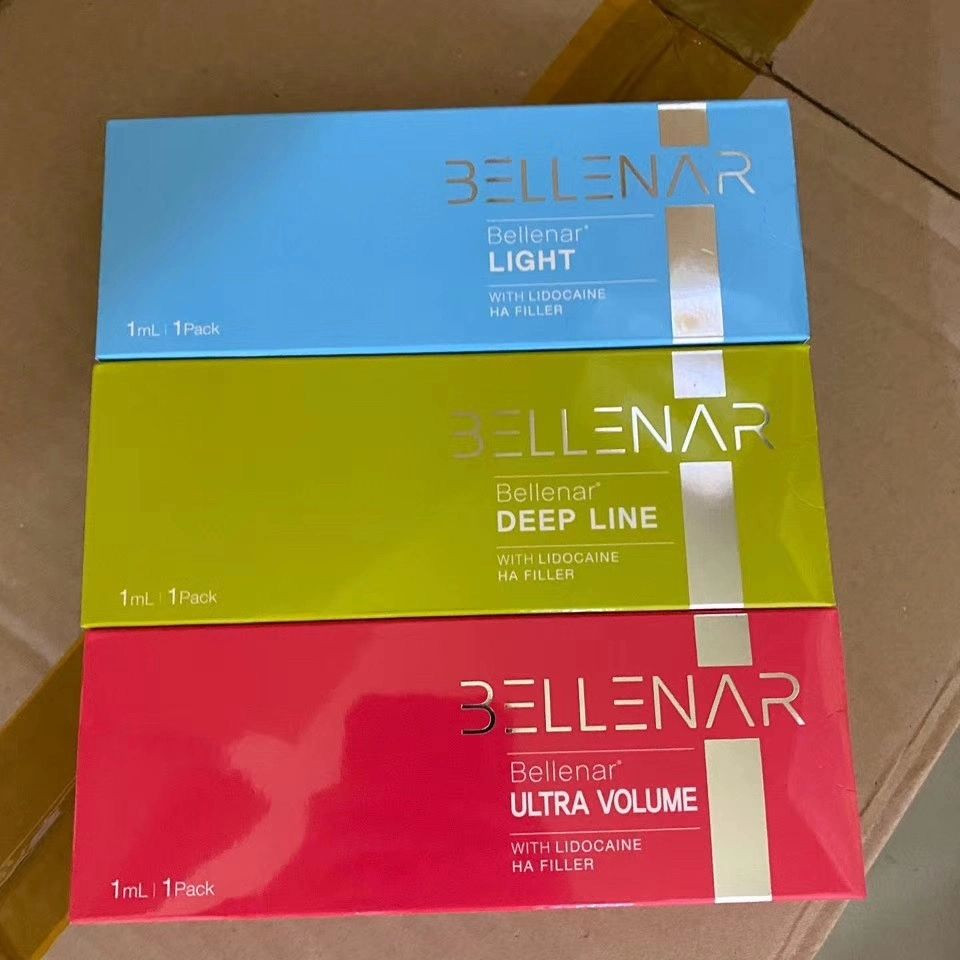 BELLENAR
Bellenar®
LIGHT
WITH LIDOCAINE
HA FILLER
1mL | 1Pack
BELLENAR
Bellenar®
DEEP LINE
WITH LIDOCAINE
HA FILLER
1mL | 1Pack
BELLENAR
Bellenar®
ULTRA VOLUME
WITH LIDOCAINE
HA FILLER
1mL | 1Pack